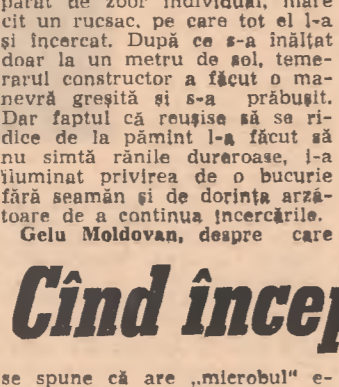 parat de zbor individual, mare
cit un rucsac, pe care tot el l-a
și încercat. După ce s-a înălțat
doar la un metru de sol, teme-
rarul constructor a făcut o ma-
nevră greșită și s-a prăbușit.
Dar faptul că reușise să se ri-
dice de la pămînt l-a făcut să
nu simtă rănile dureroase, i-a
iluminat privirea de o bucurie
fără seamăn și de dorința arză-
toare de a continua încercările.
Gelu Moldovan, despre care
Cînd încep
se spune că are „microbul" e-